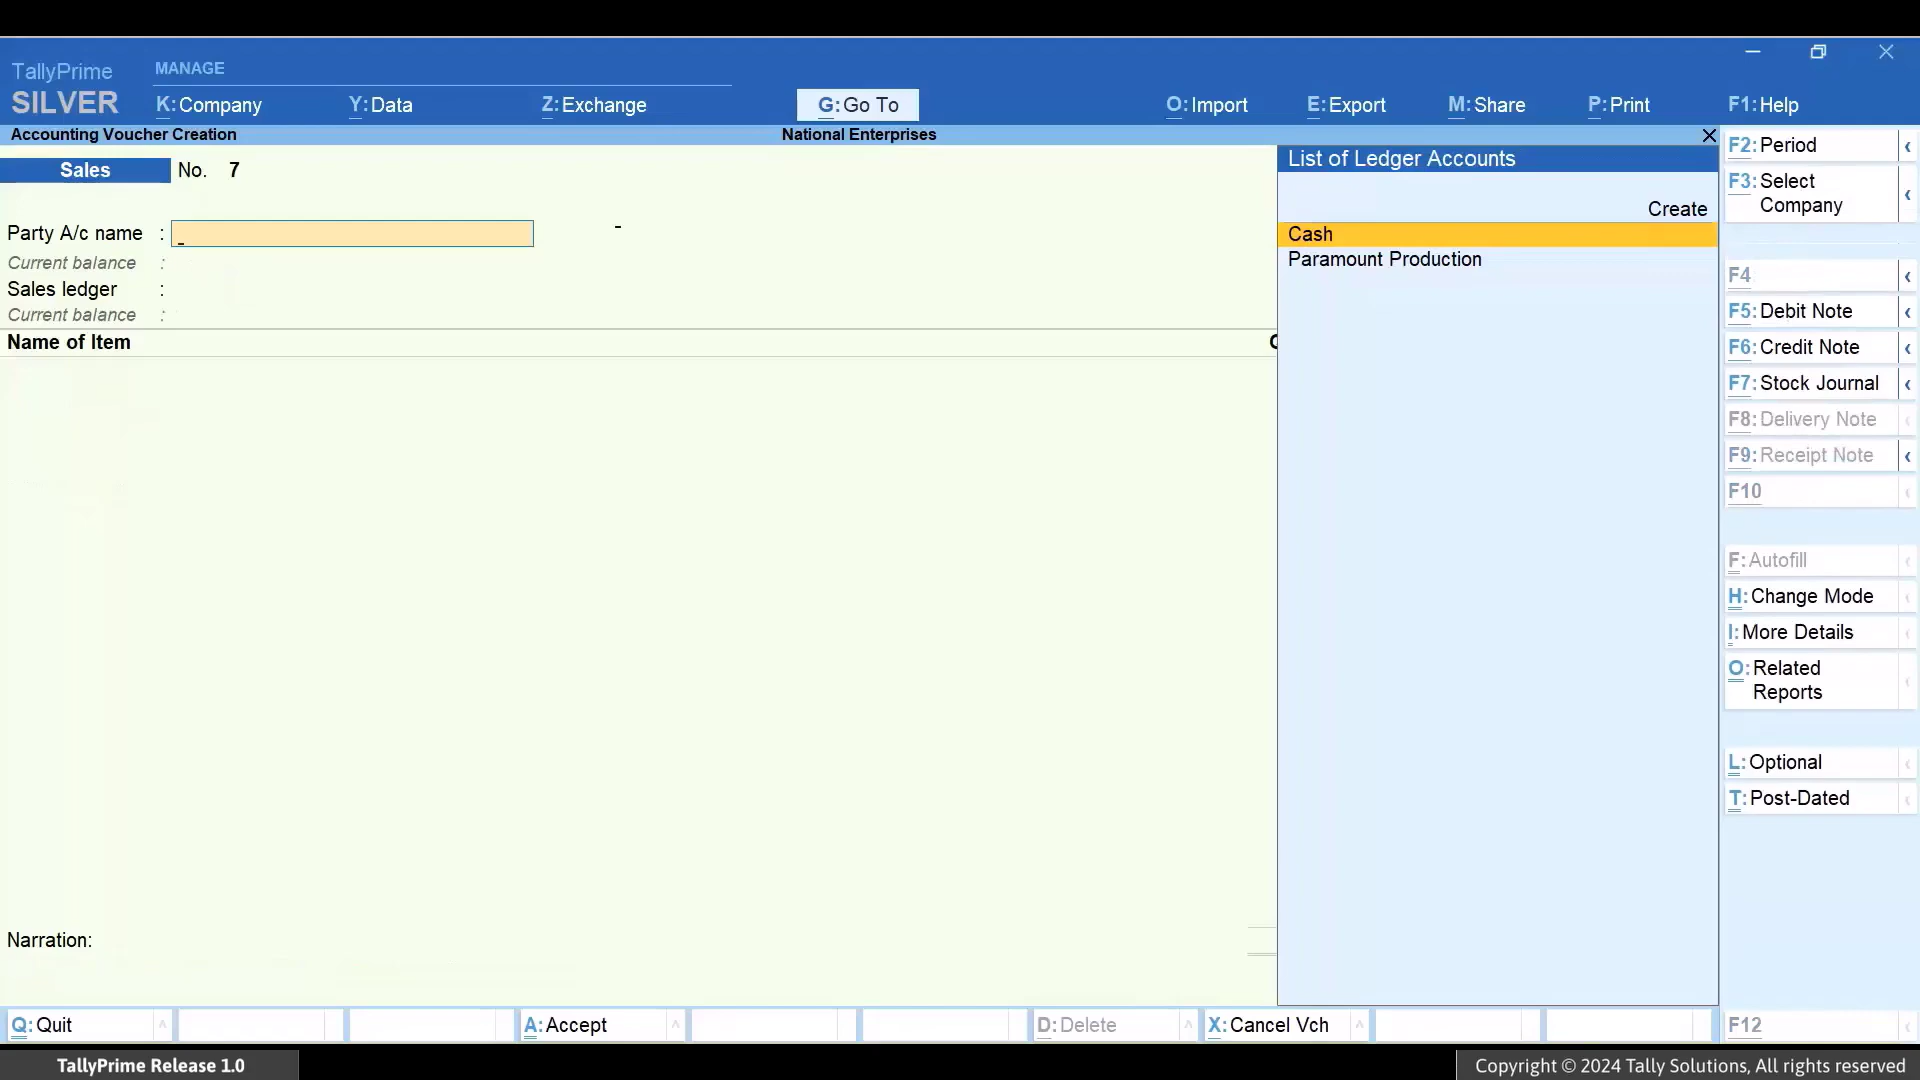 TallyPrime
SILVER
MANAGE
K: Company
Y: Data
Z: Exchange
G: Go To
O: Import
E: Export
M: Share
P: Print
F1: Help
Accounting Voucher Creation
National Enterprises
Sales No. 7
Party A/c name :
Current balance :
Sales ledger :
Current balance :
Name of Item
Narration:
List of Ledger Accounts
Create
Cash
Paramount Production
F2: Period
F3: Select
Company
F4
F5: Debit Note
F6: Credit Note
F7: Stock Journal
F8: Delivery Note
F9: Receipt Note
F10
F: Autofill
H: Change Mode
I: More Details
O: Related
Reports
L: Optional
T: Post-Dated
Q: Quit
A: Accept
D: Delete
X: Cancel Vch
F12
TallyPrime Release 1.0
Copyright © 2024 Tally Solutions, All rights reserved